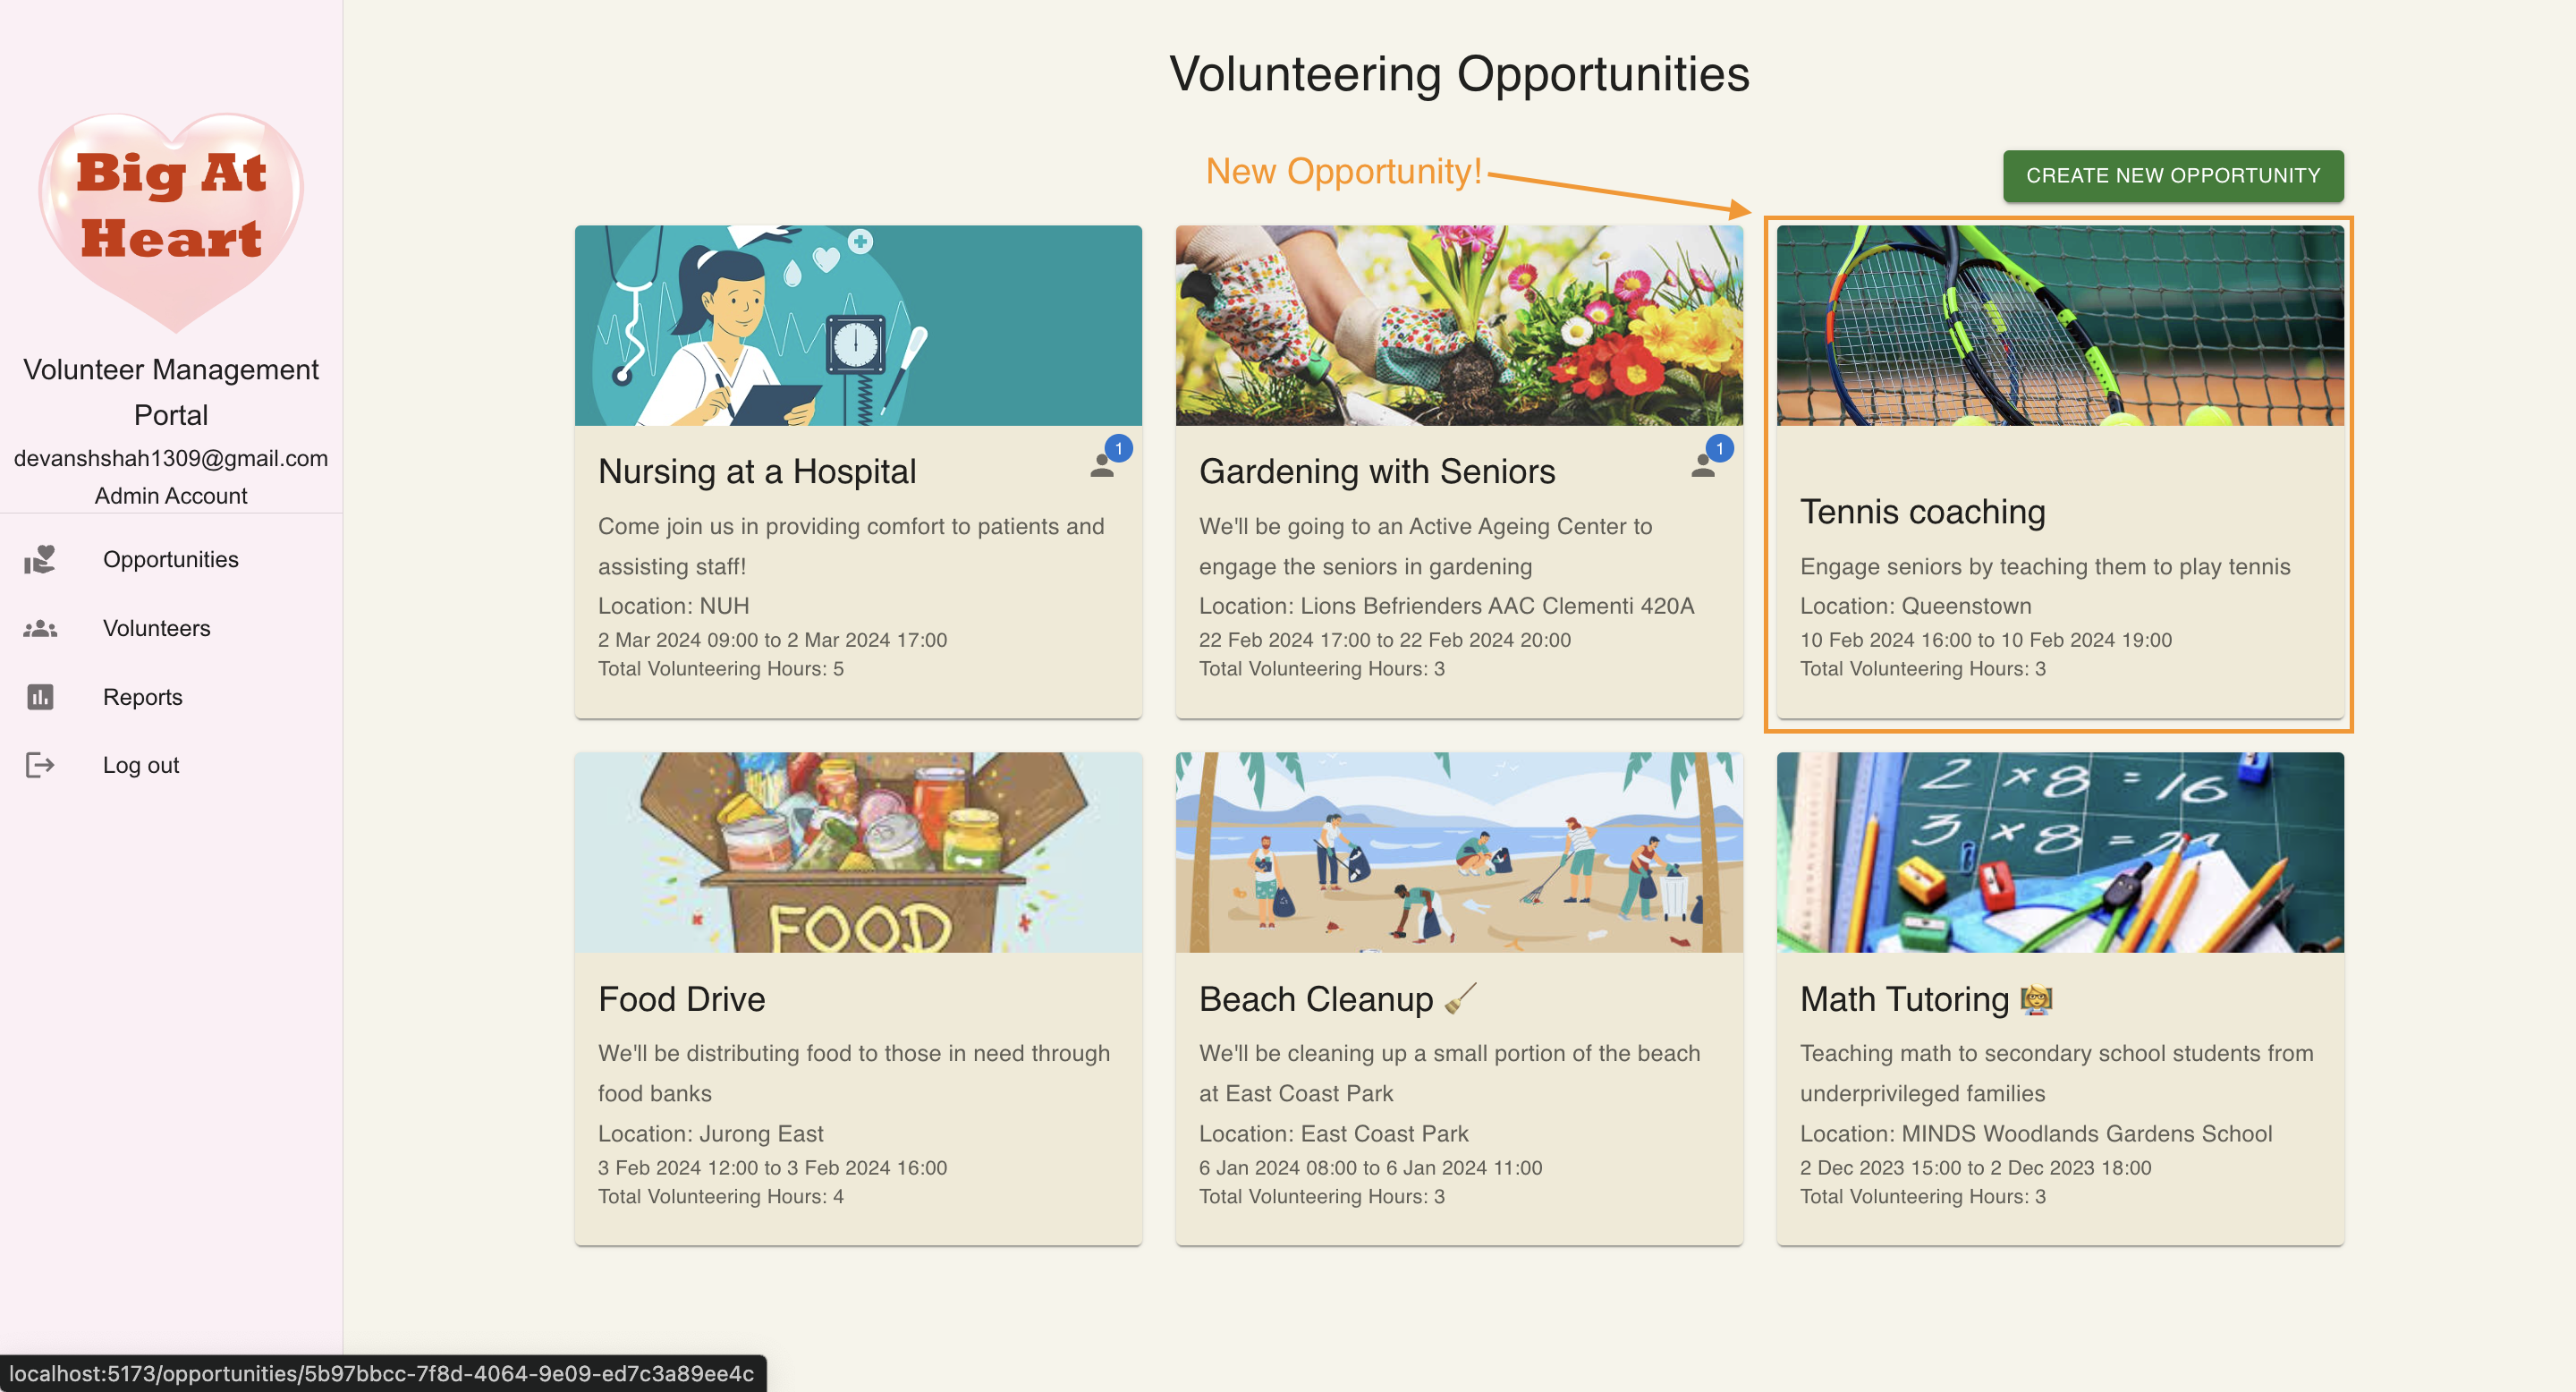 Big At
Heart
Volunteer Management
Portal
devanshshah1309@gmail.com
Admin Account
Opportunities
Volunteers
Reports
Log out
Volunteering Opportunities
New Opportunity!
CREATE NEW OPPORTUNITY
1
Nursing at a Hospital
Come join us in providing comfort to patients and
assisting staff!
Location: NUH
2 Mar 2024 09:00 to 2 Mar 2024 17:00
Total Volunteering Hours: 5
1
Gardening with Seniors
We'll be going to an Active Ageing Center to
engage the seniors in gardening
Location: Lions Befrienders AAC Clementi 420A
22 Feb 2024 17:00 to 22 Feb 2024 20:00
Total Volunteering Hours: 3
Tennis coaching
Engage seniors by teaching them to play tennis
Location: Queenstown
10 Feb 2024 16:00 to 10 Feb 2024 19:00
Total Volunteering Hours: 3
FOOD
Food Drive
We'll be distributing food to those in need through
food banks
Location: Jurong East
3 Feb 2024 12:00 to 3 Feb 2024 16:00
Total Volunteering Hours: 4
Beach Cleanup 🧹
We'll be cleaning up a small portion of the beach
at East Coast Park
Location: East Coast Park
6 Jan 2024 08:00 to 6 Jan 2024 11:00
Total Volunteering Hours: 3
2 × 8 = 16
3 × 8 = 24
Math Tutoring 👩‍🏫
Teaching math to secondary school students from
underprivileged families
Location: MINDS Woodlands Gardens School
2 Dec 2023 15:00 to 2 Dec 2023 18:00
Total Volunteering Hours: 3
localhost:5173/opportunities/5b97bbcc-7f8d-4064-9e09-ed7c3a89ee4c